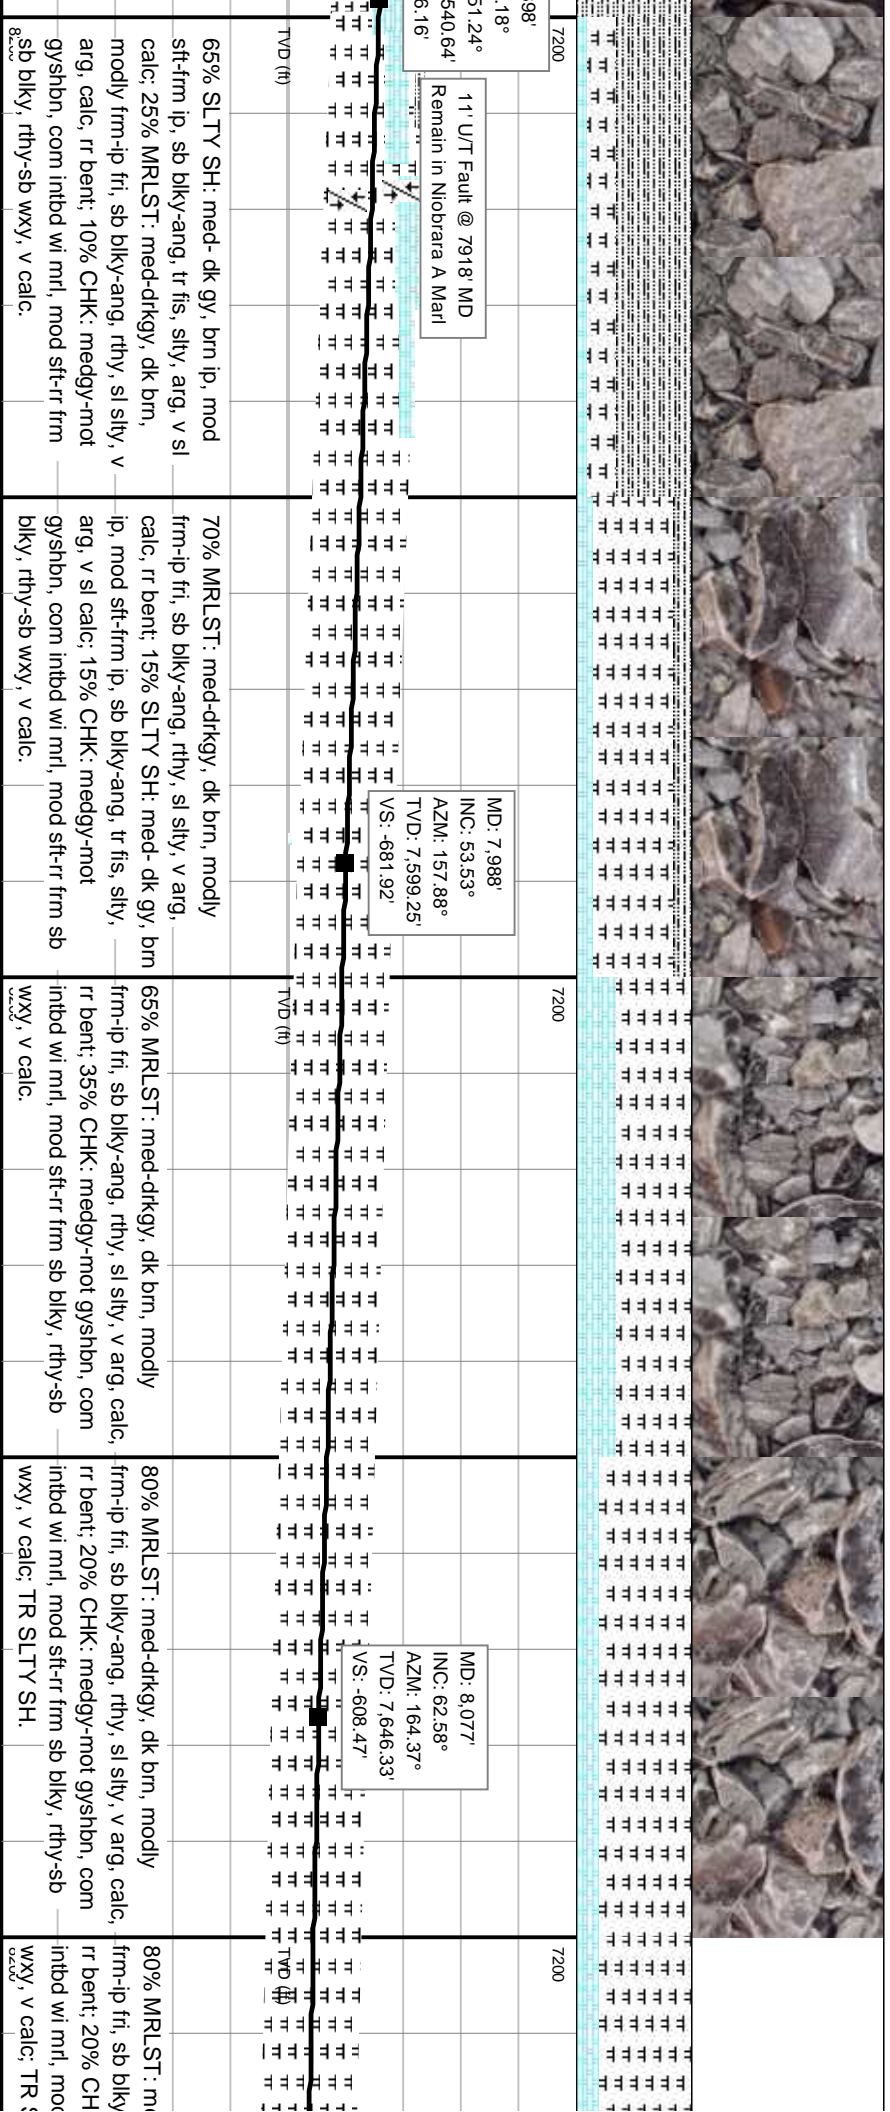 7200
11' U/T Fault @ 7918' MD
Remain in Niobrara A Marl
51.24°
540.64'
TVD (ft)
65% SLTY SH: med- dk gy, brn ip, mod
sft-frm ip, sb blky-ang, tr fis, slty, arg, v sl
calc; 25% MRLST: med-drkgy, dk brn,
modly frm-ip fri, sb blky-ang, rthy, sl slty, v
arg, calc, rr bent; 10% CHK: medgy-mot
gyshbn, com intbd wi mrl, mod sft-rr frm
sb blky, rthy-sb wxy, v calc.
MD: 7,988'
INC: 53.53°
AZM: 157.88°
TVD: 7,599.25'
VS: -681.92'
70% MRLST: med-drkgy, dk brn, modly
frm-ip fri, sb blky-ang, rthy, sl slty, v arg,
calc, rr bent; 15% SLTY SH: med- dk gy, brn
ip, mod sft-frm ip, sb blky-ang, tr fis, slty,
arg, v sl calc; 15% CHK: medgy-mot
gyshbn, com intbd wi mrl, mod sft-rr frm sb
blky, rthy-sb wxy, v calc.
7200
TVD (ft)
65% MRLST: med-drkgy, dk brn, modly
frm-ip fri, sb blky-ang, rthy, sl slty, v arg, calc,
rr bent; 35% CHK: medgy-mot gyshbn, com
intbd wi mrl, mod sft-rr frm sb blky, rthy-sb
wxy, v calc.
MD: 8,077'
INC: 62.58°
AZM: 164.37°
TVD: 7,646.33'
VS: -608.47'
80% MRLST: med-drkgy, dk brn, modly
frm-ip fri, sb blky-ang, rthy, sl slty, v arg, calc,
rr bent; 20% CHK: medgy-mot gyshbn, com
intbd wi mrl, mod sft-rr frm sb blky, rthy-sb
wxy, v calc; TR SLTY SH.
7200
TVD (ft)
80% MRLST: me
frm-ip fri, sb blky
rr bent; 20% CH
intbd wi mrl, moc
wxy, v calc; TR S